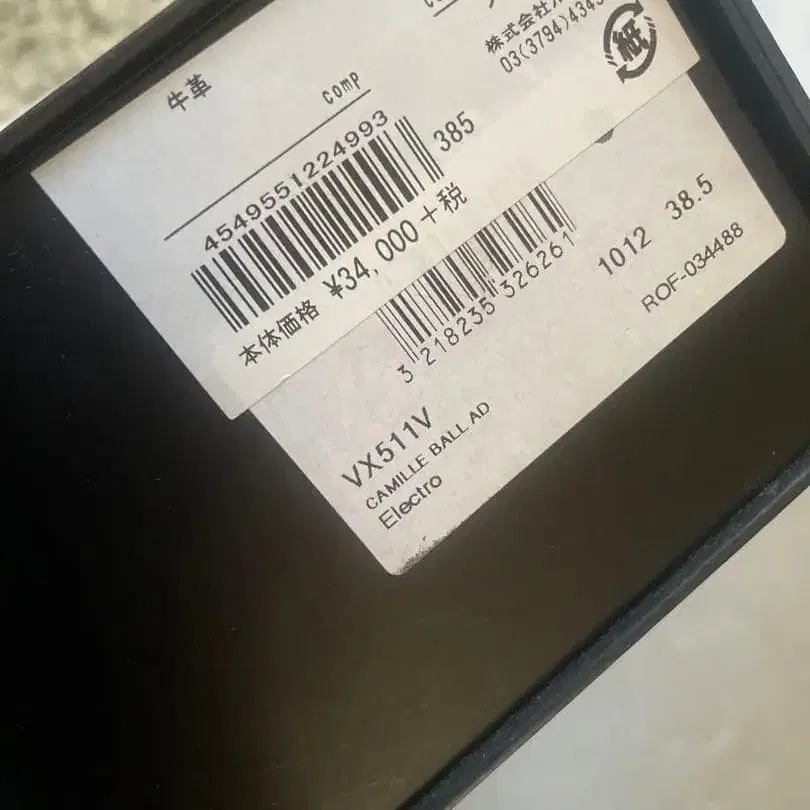 株式会社
03(3794)4345
紙
牛革
comp
4549551224993
385
本体価格 ¥34,000+税
3 218235 326261
1012 38.5
ROF-034488
VX511V
CAMILLE BALL AD
Electro